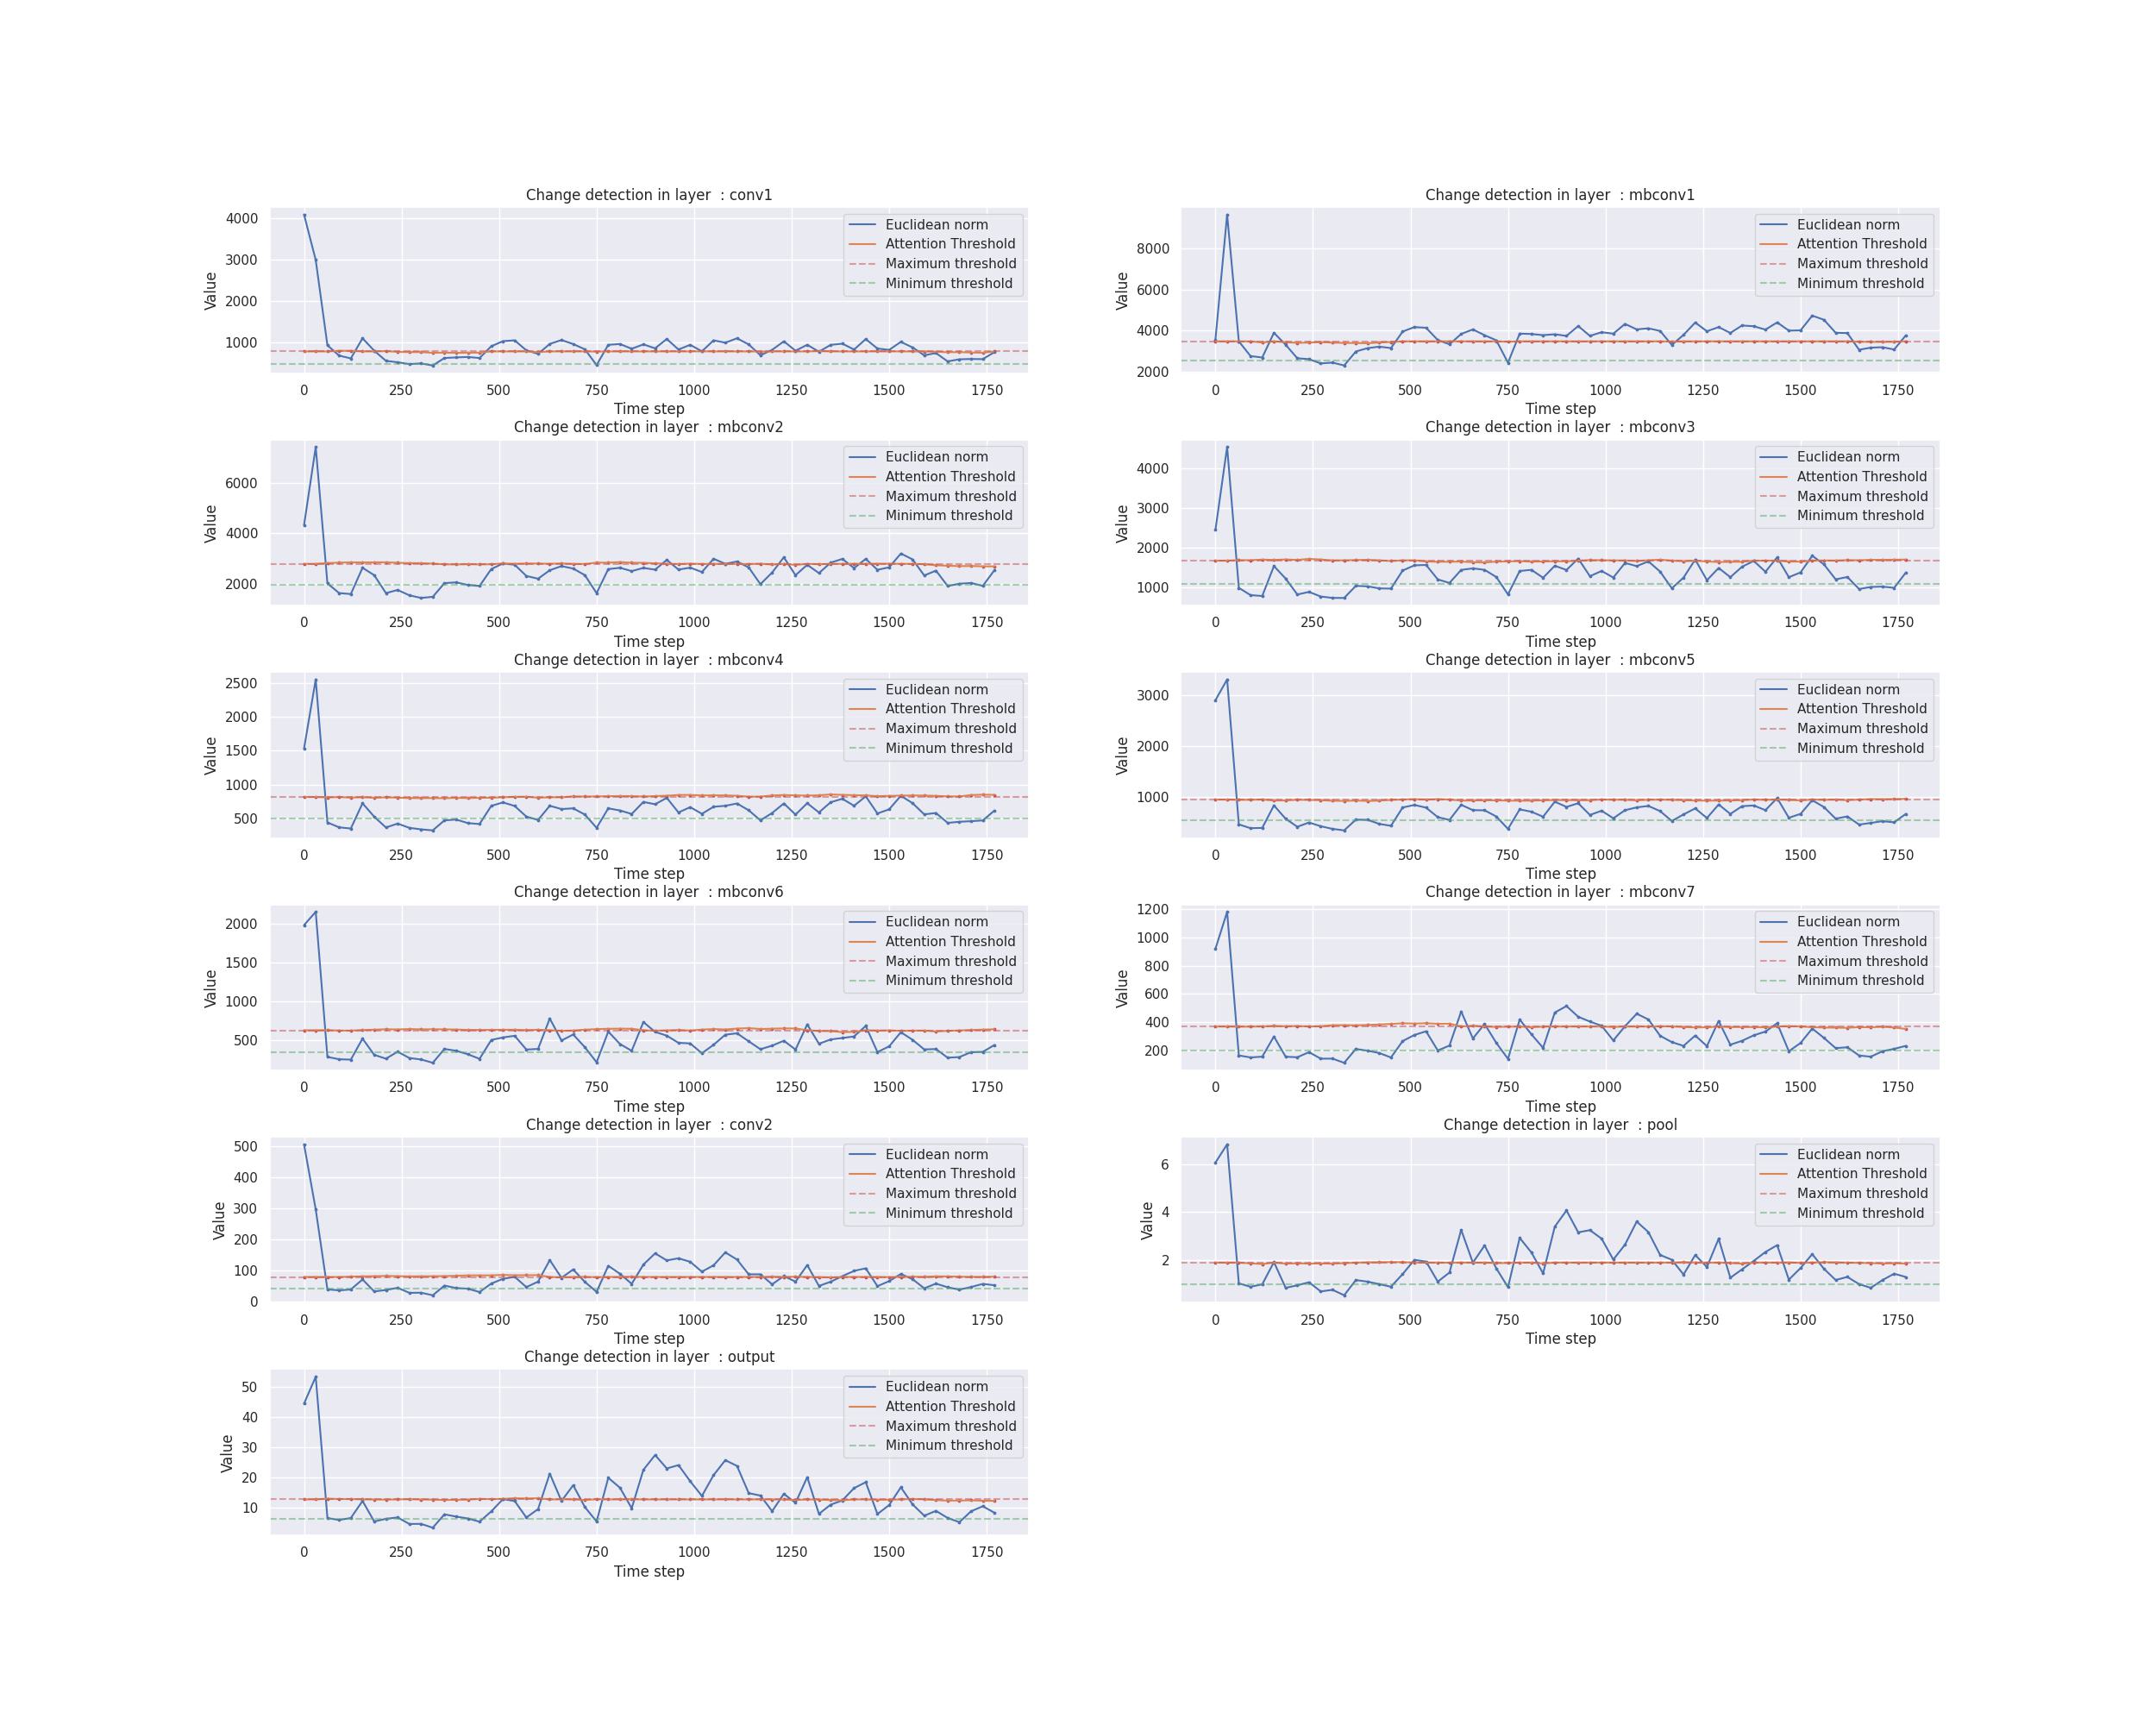 Change detection in layer  : conv1
4000
3000
2000
1000
Value
Euclidean norm
Attention Threshold
Maximum threshold
Minimum threshold
0 250 500 750 1000 1250 1500 1750
Time step
Change detection in layer  : mbconv1
8000
6000
4000
2000
Value
Euclidean norm
Attention Threshold
Maximum threshold
Minimum threshold
0 250 500 750 1000 1250 1500 1750
Time step
Change detection in layer  : mbconv2
6000
4000
2000
Value
Euclidean norm
Attention Threshold
Maximum threshold
Minimum threshold
0 250 500 750 1000 1250 1500 1750
Time step
Change detection in layer  : mbconv3
4000
3000
2000
1000
Value
Euclidean norm
Attention Threshold
Maximum threshold
Minimum threshold
0 250 500 750 1000 1250 1500 1750
Time step
Change detection in layer  : mbconv4
2500
2000
1500
1000
500
Value
Euclidean norm
Attention Threshold
Maximum threshold
Minimum threshold
0 250 500 750 1000 1250 1500 1750
Time step
Change detection in layer  : mbconv5
3000
2000
1000
Value
Euclidean norm
Attention Threshold
Maximum threshold
Minimum threshold
0 250 500 750 1000 1250 1500 1750
Time step
Change detection in layer  : mbconv6
2000
1500
1000
500
Value
Euclidean norm
Attention Threshold
Maximum threshold
Minimum threshold
0 250 500 750 1000 1250 1500 1750
Time step
Change detection in layer  : mbconv7
1200
1000
800
600
400
200
Value
Euclidean norm
Attention Threshold
Maximum threshold
Minimum threshold
0 250 500 750 1000 1250 1500 1750
Time step
Change detection in layer  : conv2
500
400
300
200
100
0
Value
Euclidean norm
Attention Threshold
Maximum threshold
Minimum threshold
0 250 500 750 1000 1250 1500 1750
Time step
Change detection in layer  : pool
6
4
2
Value
Euclidean norm
Attention Threshold
Maximum threshold
Minimum threshold
0 250 500 750 1000 1250 1500 1750
Time step
Change detection in layer  : output
50
40
30
20
10
Value
Euclidean norm
Attention Threshold
Maximum threshold
Minimum threshold
0 250 500 750 1000 1250 1500 1750
Time step